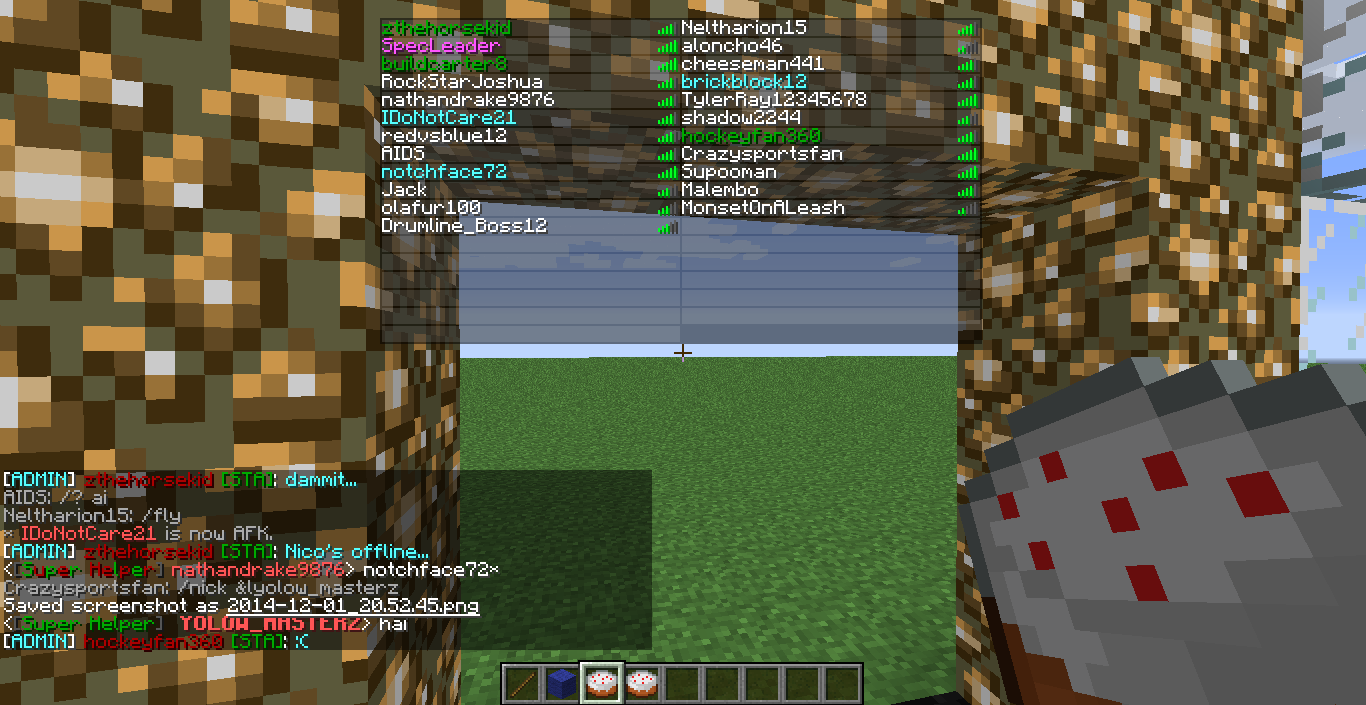 zthehorsekid Neltharion15
SpecLeader aloncho46
buildcarter8 cheeseman441
RockStarJoshua brickblock12
nathandrake9876 TylerRay12345678
IDoNotCare21 shadow2244
redvsblue12 hockeyfan360
AIDS Crazysportsfan
notchface72 Sypooman
Jack Malembo
olafur100 MonsetOnALeash
Drumline_Boss12
[ADMIN] zthehorsekid [STA]: dammit...
AIDS: /? ai
Neltharion15: /fly
* IDoNotCare21 is now AFK.
[ADMIN] zthehorsekid [STA]: Nico's offline...
<[Super Helper] nathandrake9876> notchface72*
Crazysportsfan: /nick &lyolow_masterz
Saved screenshot as 2014-12-01_20.52.45.png
<[Super Helper] YOLOW_MASTERZ> hai
[ADMIN] hockeyfan360 [STA]: :C